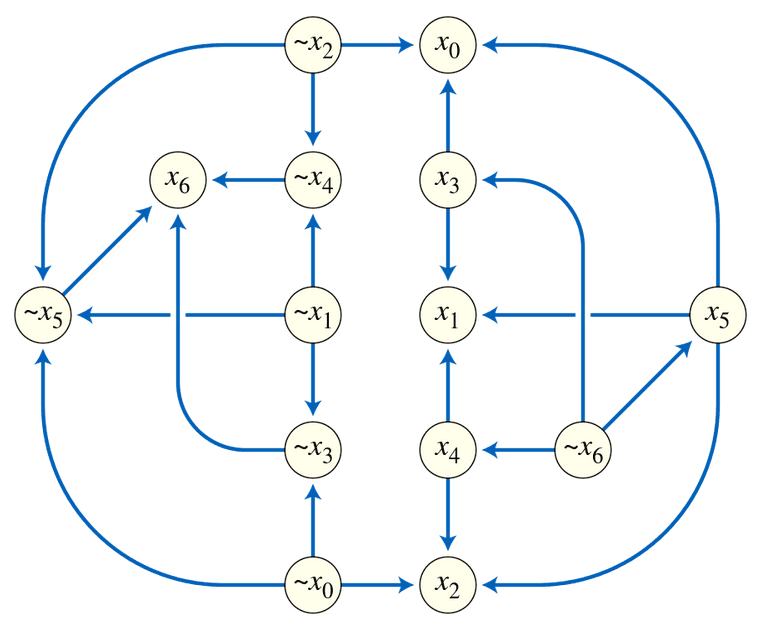 ~x₂ x₀
x₆ ~x₄ x₃
~x₅ ~x₁ x₁ x₅
~x₃ x₄ ~x₆
~x₀ x₂